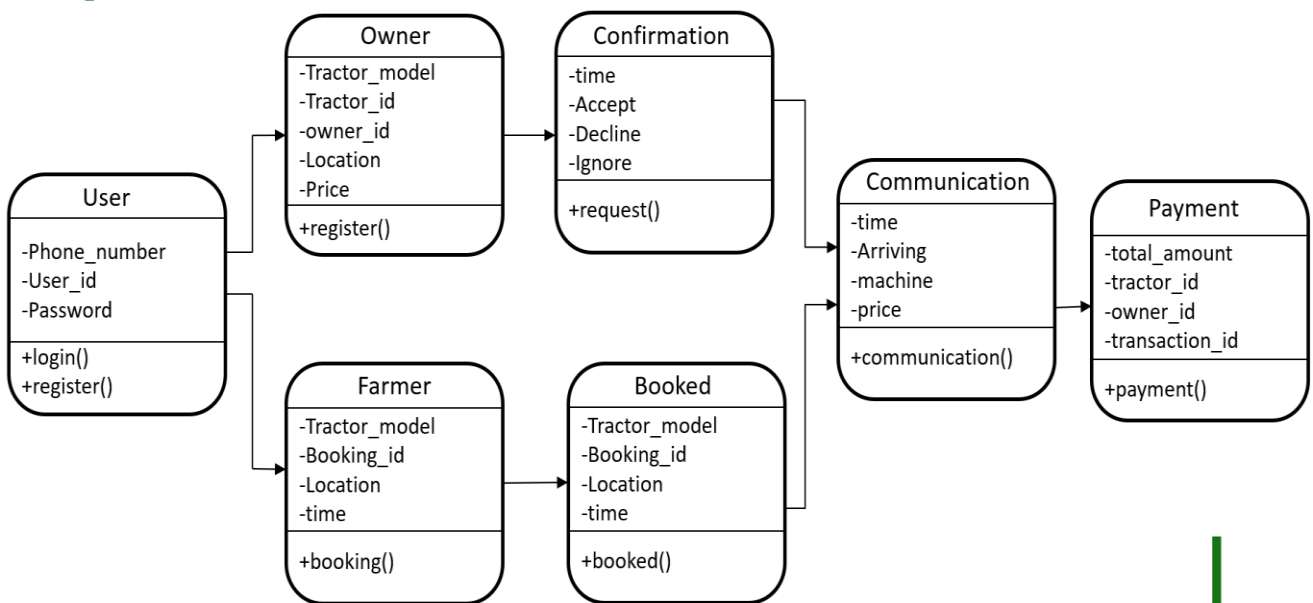 User
-Phone_number
-User_id
-Password
+login()
+register()
Owner
-Tractor_model
-Tractor_id
-owner_id
-Location
-Price
+register()
Confirmation
-time
-Accept
-Decline
-Ignore
+request()
Farmer
-Tractor_model
-Booking_id
-Location
-time
+booking()
Booked
-Tractor_model
-Booking_id
-Location
-time
+booked()
Communication
-time
-Arriving
-machine
-price
+communication()
Payment
-total_amount
-tractor_id
-owner_id
-transaction_id
+payment()